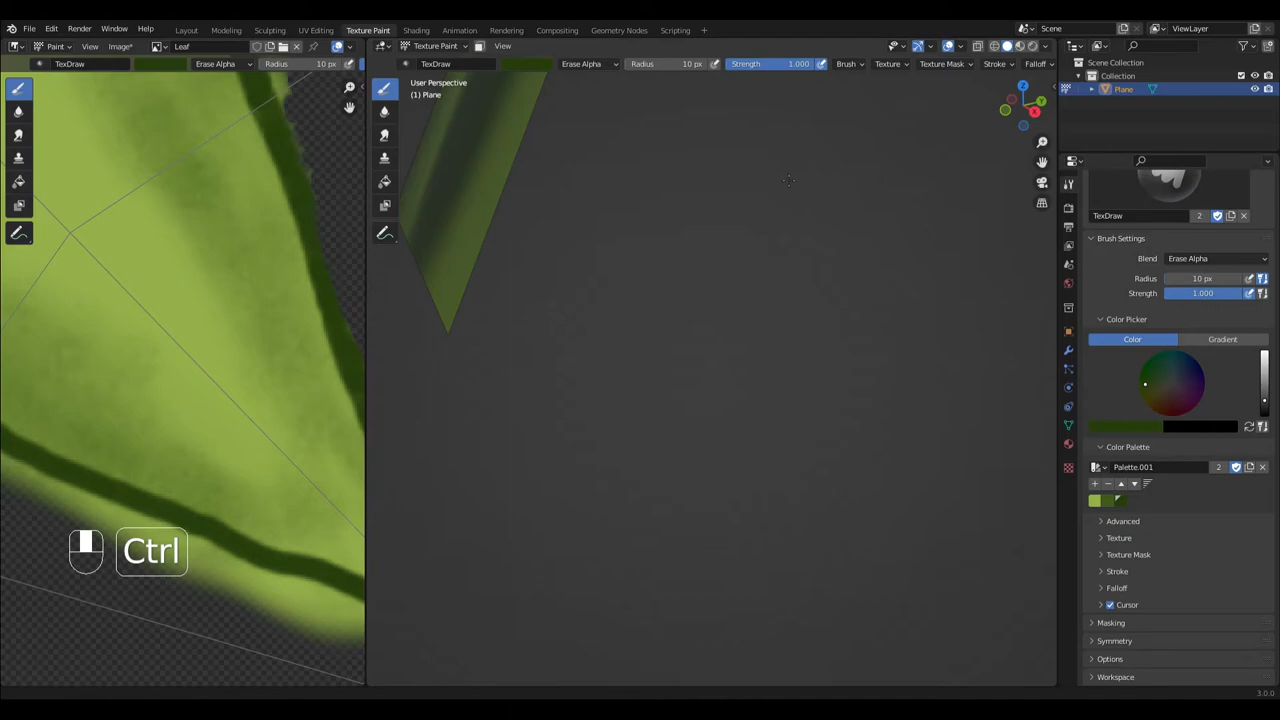 File Edit Render Window Help Layout Modeling Sculpting UV Editing Texture Paint Shading Animation Rendering Compositing Geometry Nodes Scripting + Scene ViewLayer
Paint View Image* Leaf Texture Paint View
TexDraw Erase Alpha Radius 10 px TexDraw Erase Alpha Radius 10 px Strength 1.000 Brush Texture Texture Mask Stroke Falloff
Scene Collection
Collection
Plane
User Perspective
(1) Plane
TexDraw 2
Brush Settings
Blend Erase Alpha
Radius 10 px
Strength 1.000
Color Picker
Color Gradient
Color Palette
Palette.001 2
Advanced
Texture
Texture Mask
Stroke
Falloff
Cursor
Masking
Symmetry
Options
Workspace
Ctrl
3.0.0